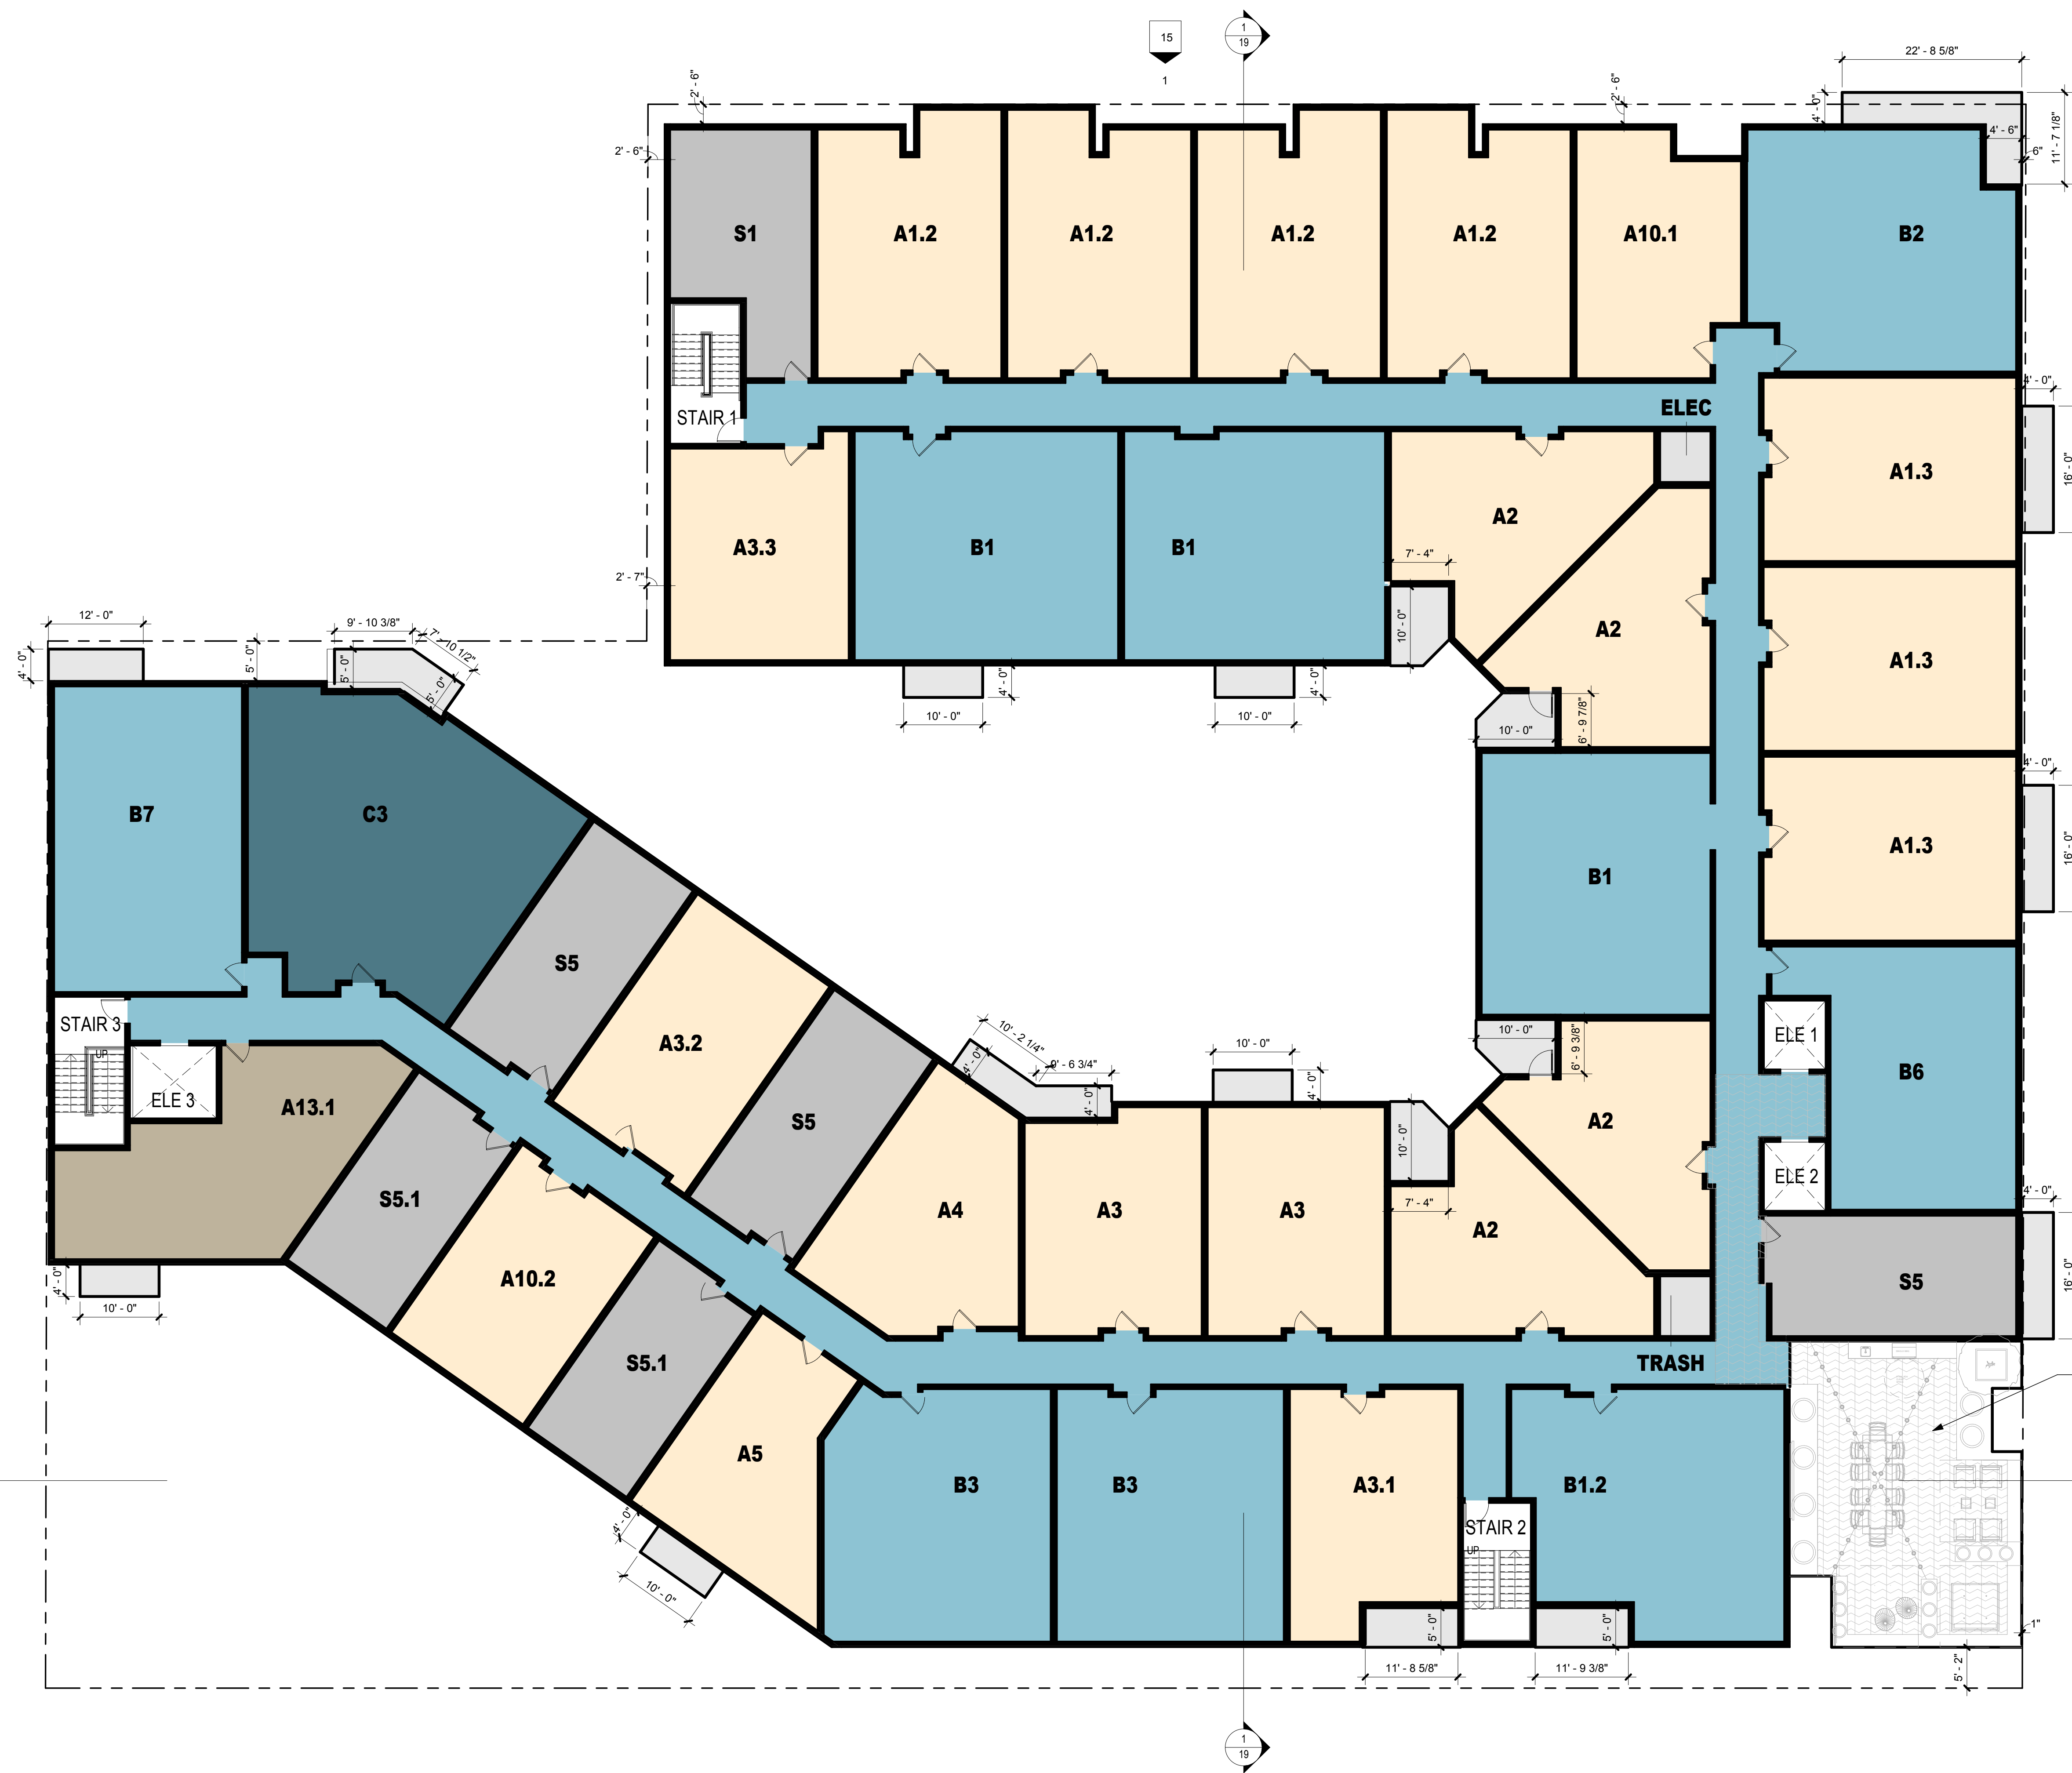 15
1
1
19
22' - 8 5/8"
2' - 6"
2' - 6"
4' - 0"
4' - 6"
11' - 7 1/8"
6"
2' - 6"
S1
A1.2
A1.2
A1.2
A1.2
A10.1
B2
STAIR 1
ELEC
4' - 0"
16' - 0"
A1.3
A3.3
B1
B1
A2
7' - 4"
10' - 0"
2' - 7"
A2
A1.3
12' - 0"
9' - 10 3/8"
7' - 10 1/2"
4' - 0"
5' - 0"
5' - 0"
5' - 0"
4' - 0"
4' - 0"
10' - 0"
10' - 0"
10' - 0"
6' - 9 7/8"
4' - 0"
16' - 0"
B7
C3
A1.3
B1
S5
STAIR 3
UP
ELE 3
A3.2
10' - 2 1/4"
4' - 0"
9' - 6 3/4"
4' - 0"
10' - 0"
4' - 0"
10' - 0"
6' - 9 3/8"
ELE 1
B6
A13.1
S5
A2
10' - 0"
7' - 4"
ELE 2
4' - 0"
16' - 0"
S5.1
A4
A3
A3
A2
S5
4' - 0"
10' - 0"
A10.2
S5.1
TRASH
A5
B3
B3
A3.1
B1.2
STAIR 2
UP
4' - 0"
10' - 0"
5' - 0"
5' - 0"
1"
11' - 8 5/8"
11' - 9 3/8"
5' - 2"
1
19